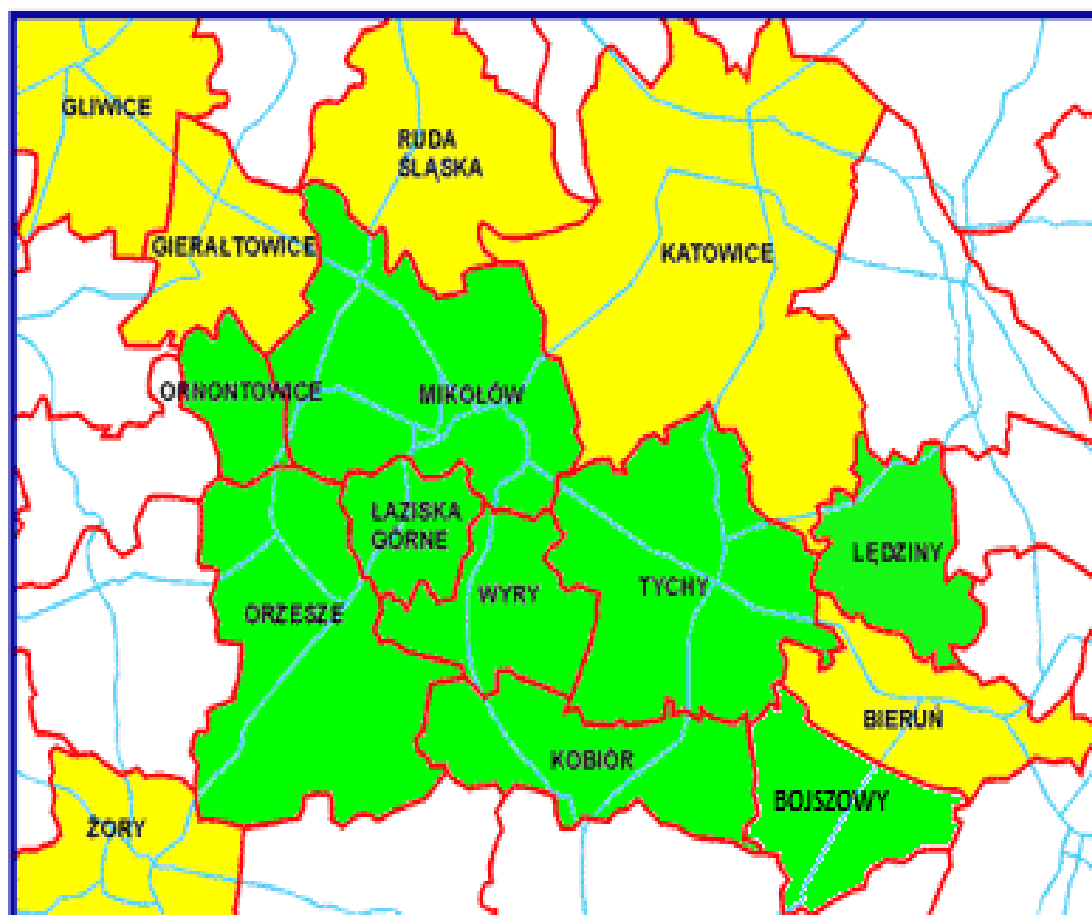 GLIWICE
RUDA
ŚLĄSKA
GIERAŁTOWICE
KATOWICE
ORNONTOWICE
MIKOŁÓW
ŁAZISKA
GÓRNE
LĘDZINY
WYRY
TYCHY
ORZESZE
BIERUŃ
KOBIÓR
BOJSZOWY
ŻORY